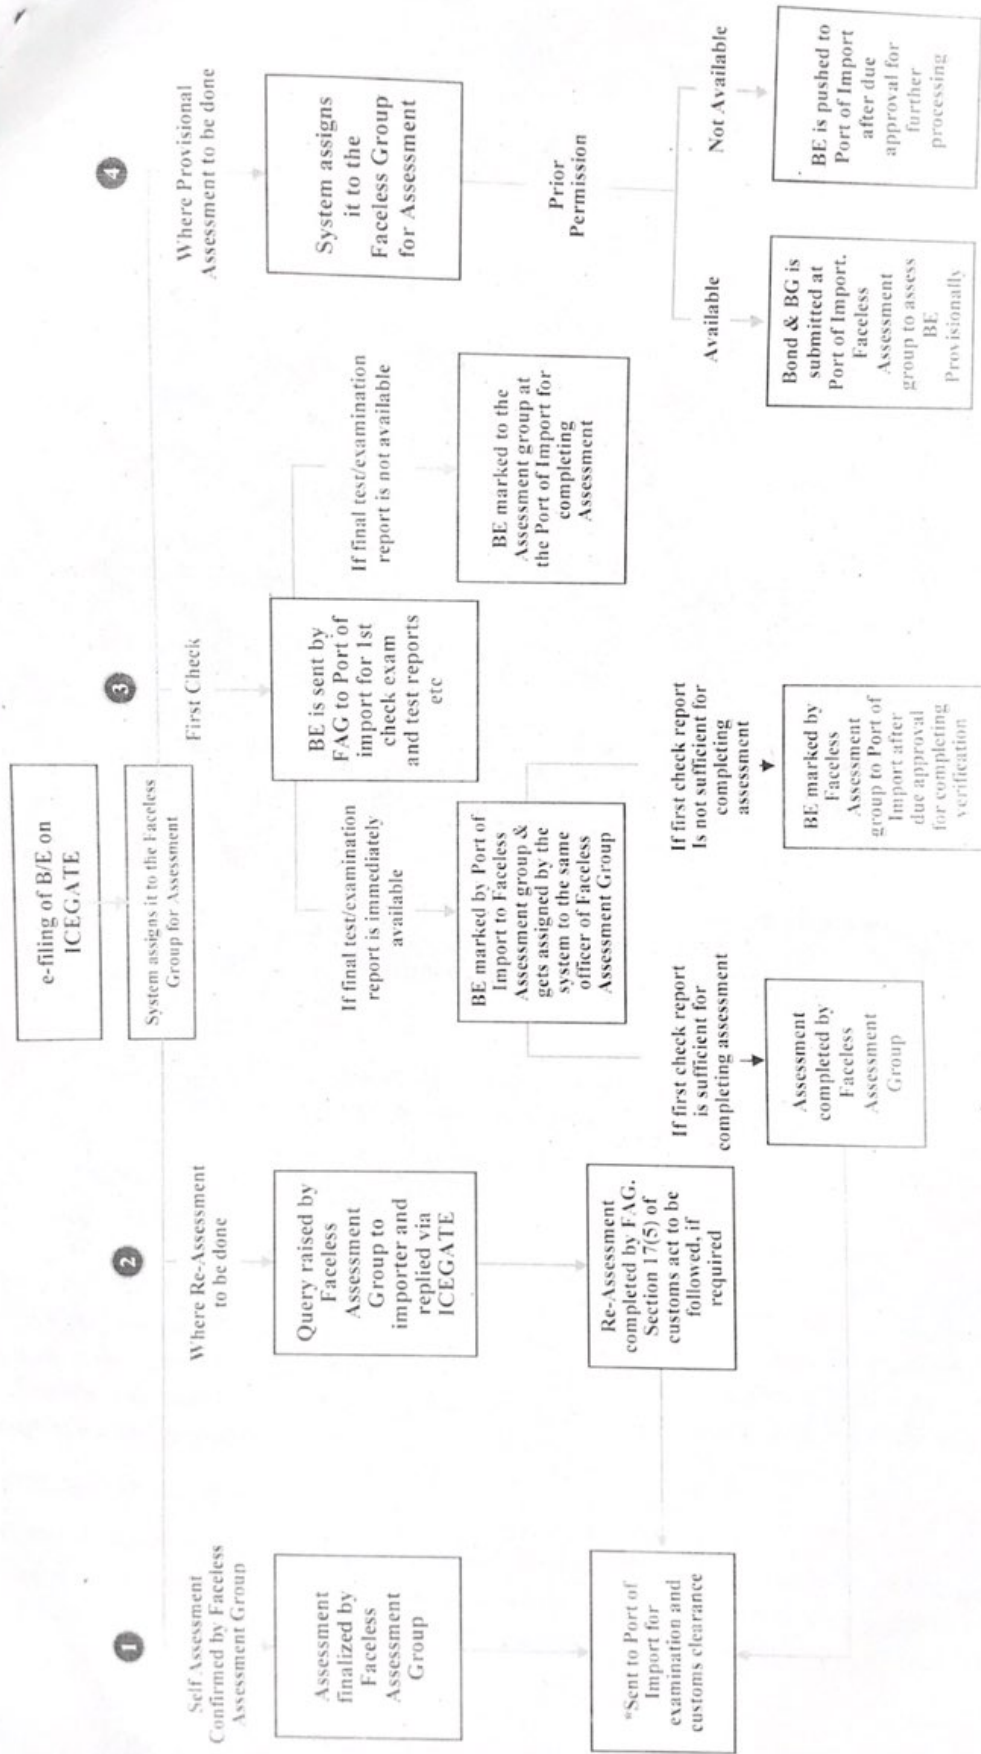 e-filing of B/E on
ICEGATE
System assigns it to the Faceless
Group for Assessment
1
Self Assessment
Confirmed by Faceless
Assessment Group
Assessment
finalized by
Faceless
Assessment
Group
*Sent to Port of
Import for
examination and
customs clearance
2
Where Re-Assessment
to be done
Query raised by
Faceless
Assessment
Group to
importer and
replied via
ICEGATE
Re-Assessment
completed by FAG.
Section 17(5) of
customs act to be
followed, if
required
3
First Check
BE is sent by
FAG to Port of
import for 1st
check exam
and test reports
etc
If final test/examination
report is immediately
available
BE marked by Port of
Import to Faceless
Assessment group &
gets assigned by the
system to the same
officer of Faceless
Assessment Group
If first check report
is sufficient for
completing assessment
Assessment
completed by
Faceless
Assessment
Group
If first check report
Is not sufficient for
completing
assessment
BE marked by
Faceless
Assessment
group to Port of
Import after
due approval
for completing
verification
If final test/examination
report is not available
BE marked to the
Assessment group at
the Port of Import for
completing
Assessment
4
Where Provisional
Assessment to be done
System assigns
it to the
Faceless Group
for Assessment
Prior
Permission
Available
Bond & BG is
submitted at
Port of Import.
Faceless
Assessment
group to assess
BE
Provisionally
Not Available
BE is pushed to
Port of Import
after due
approval for
further
processing